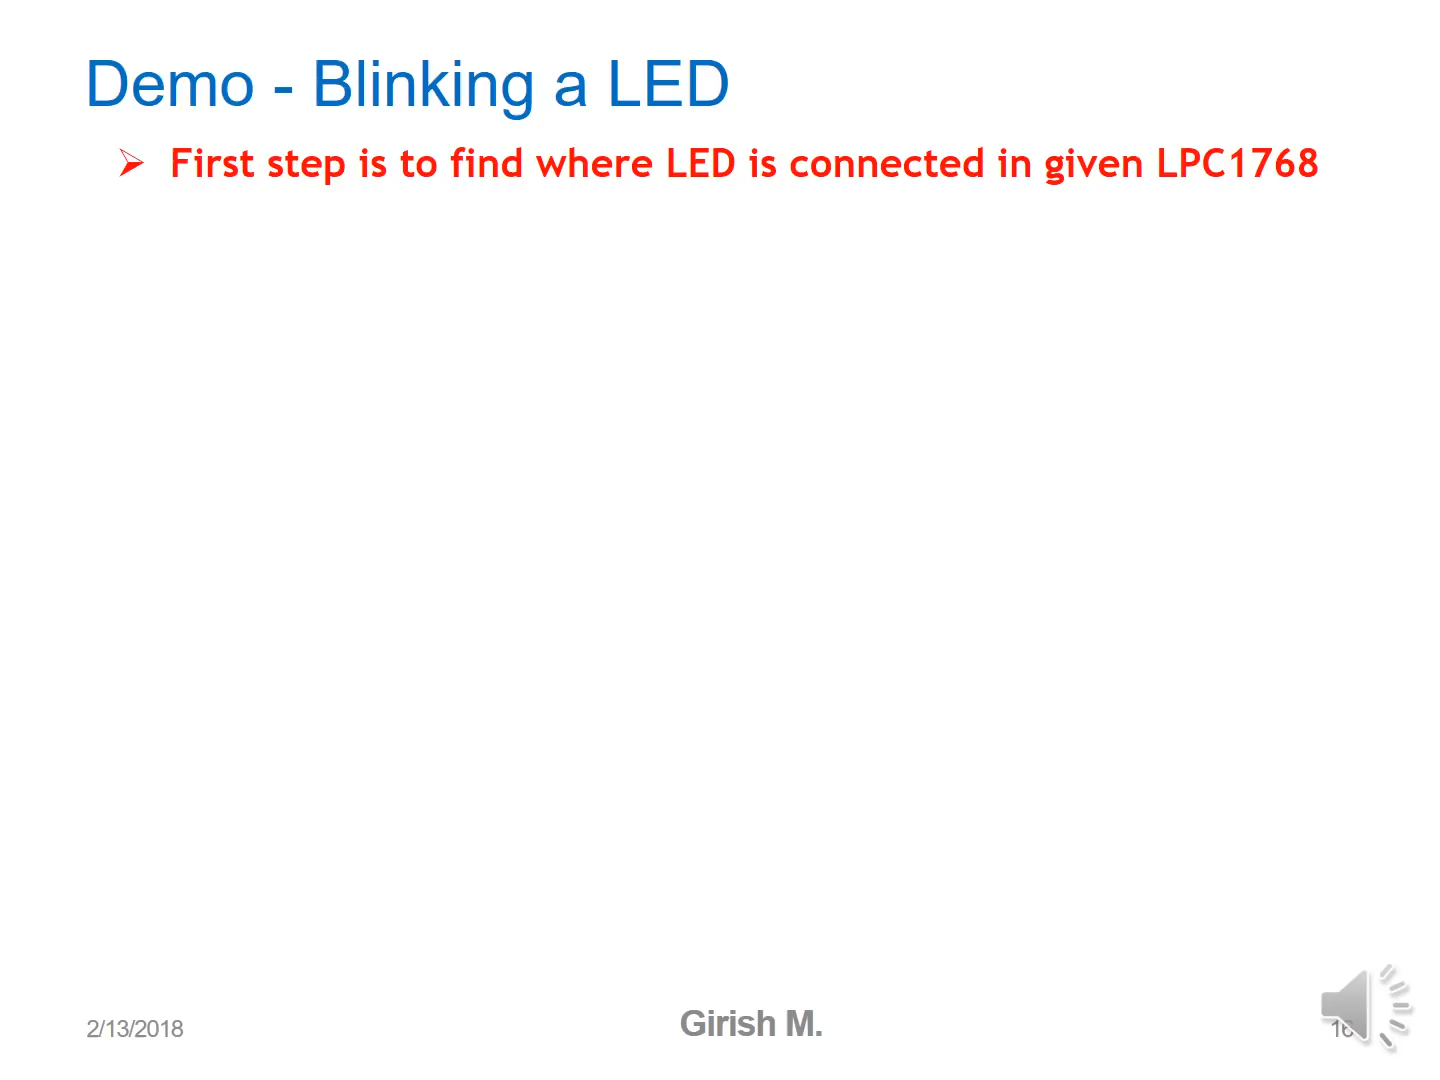 Demo - Blinking a LED
First step is to find where LED is connected in given LPC1768
2/13/2018
Girish M.
16